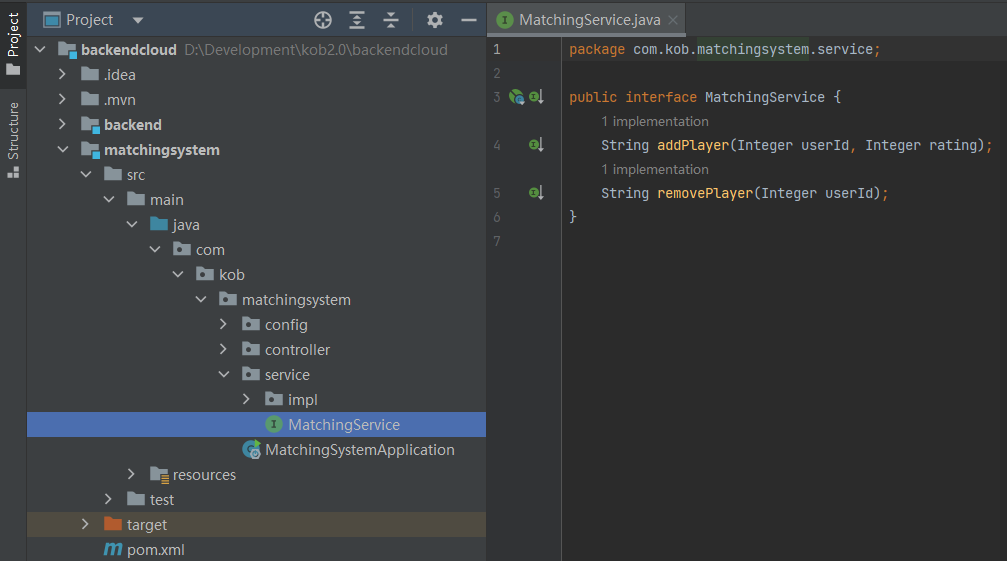 Project
Structure
Project
backendcloud D:\Development\kob2.0\backendcloud
.idea
.mvn
backend
matchingsystem
src
main
java
com
kob
matchingsystem
config
controller
service
impl
MatchingService
MatchingSystemApplication
resources
test
target
pom.xml
MatchingService.java
1 package com.kob.matchingsystem.service;
2
3 public interface MatchingService {
1 implementation
4 String addPlayer(Integer userId, Integer rating);
1 implementation
5 String removePlayer(Integer userId);
6 }
7